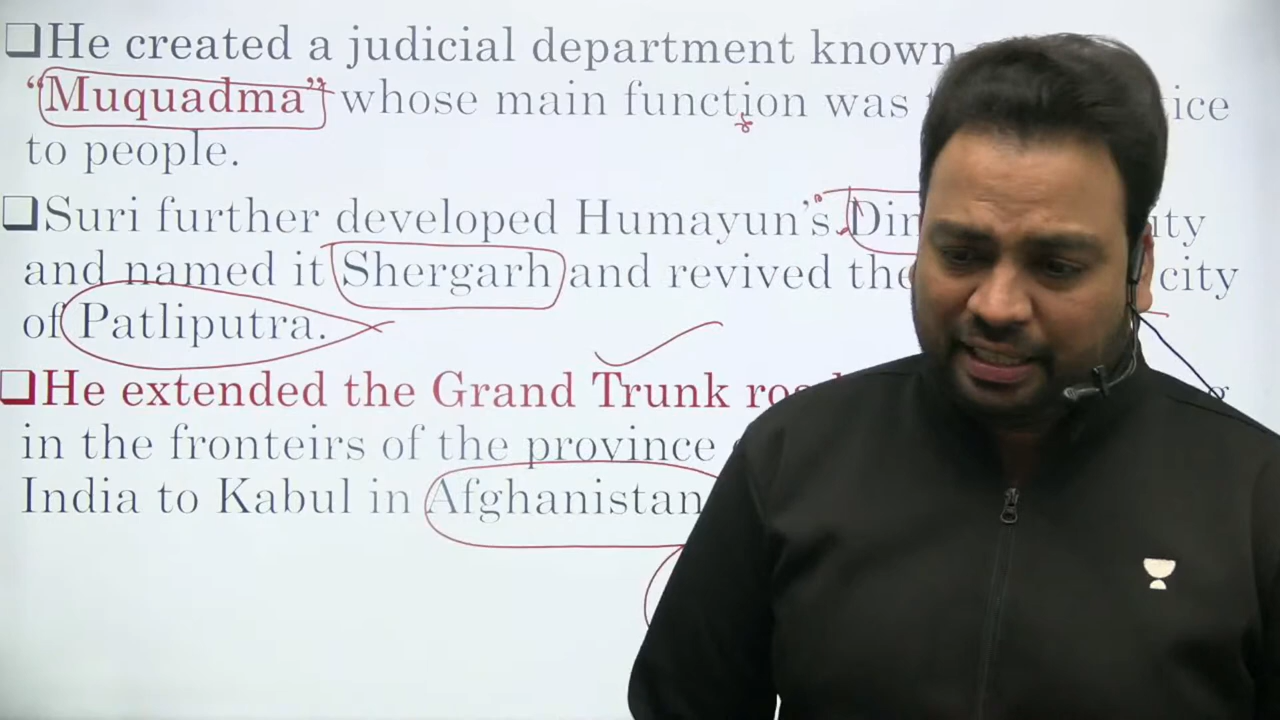 ❑He created a judicial department known
“Muquadma” whose main function was
to people.
❑Suri further developed Humayun’s
and named it Shergarh and revived the city
of Patliputra.
❑He extended the Grand Trunk
in the fronteirs of the province
India to Kabul in Afghanistan